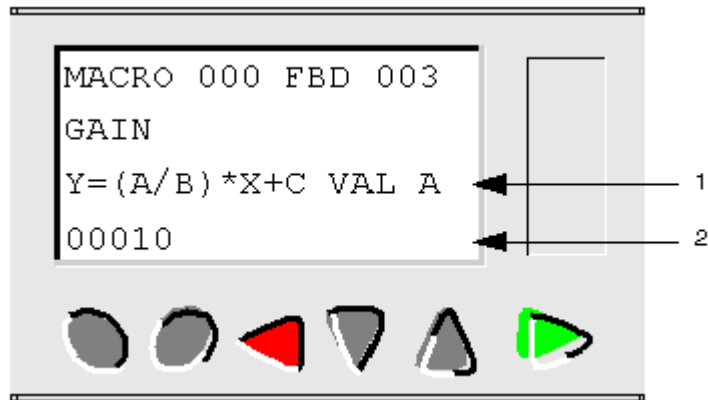 MACRO 000 FBD 003
GAIN
Y=(A/B)*X+C VAL A
1
00010
2